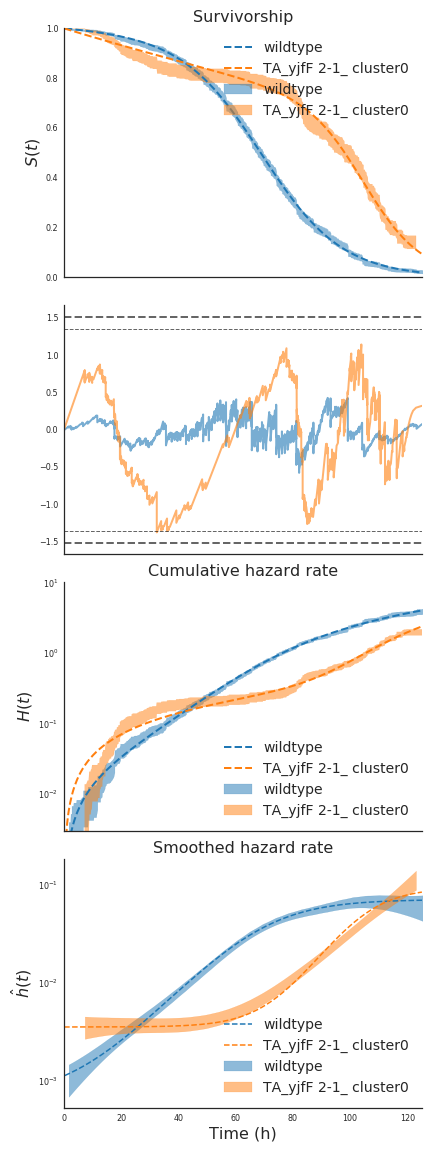 Survivorship
1.0
0.8
0.6
0.4
0.2
0.0
S(t)
wildtype
TA_yjfF 2-1_ cluster0
wildtype
TA_yjfF 2-1_ cluster0
1.5
1.0
0.5
0.0
−0.5
−1.0
−1.5
Cumulative hazard rate
10¹
10⁰
10⁻¹
10⁻²
H(t)
wildtype
TA_yjfF 2-1_ cluster0
wildtype
TA_yjfF 2-1_ cluster0
Smoothed hazard rate
10⁻¹
10⁻²
10⁻³
ĥ(t)
wildtype
TA_yjfF 2-1_ cluster0
wildtype
TA_yjfF 2-1_ cluster0
0 20 40 60 80 100 120
Time (h)